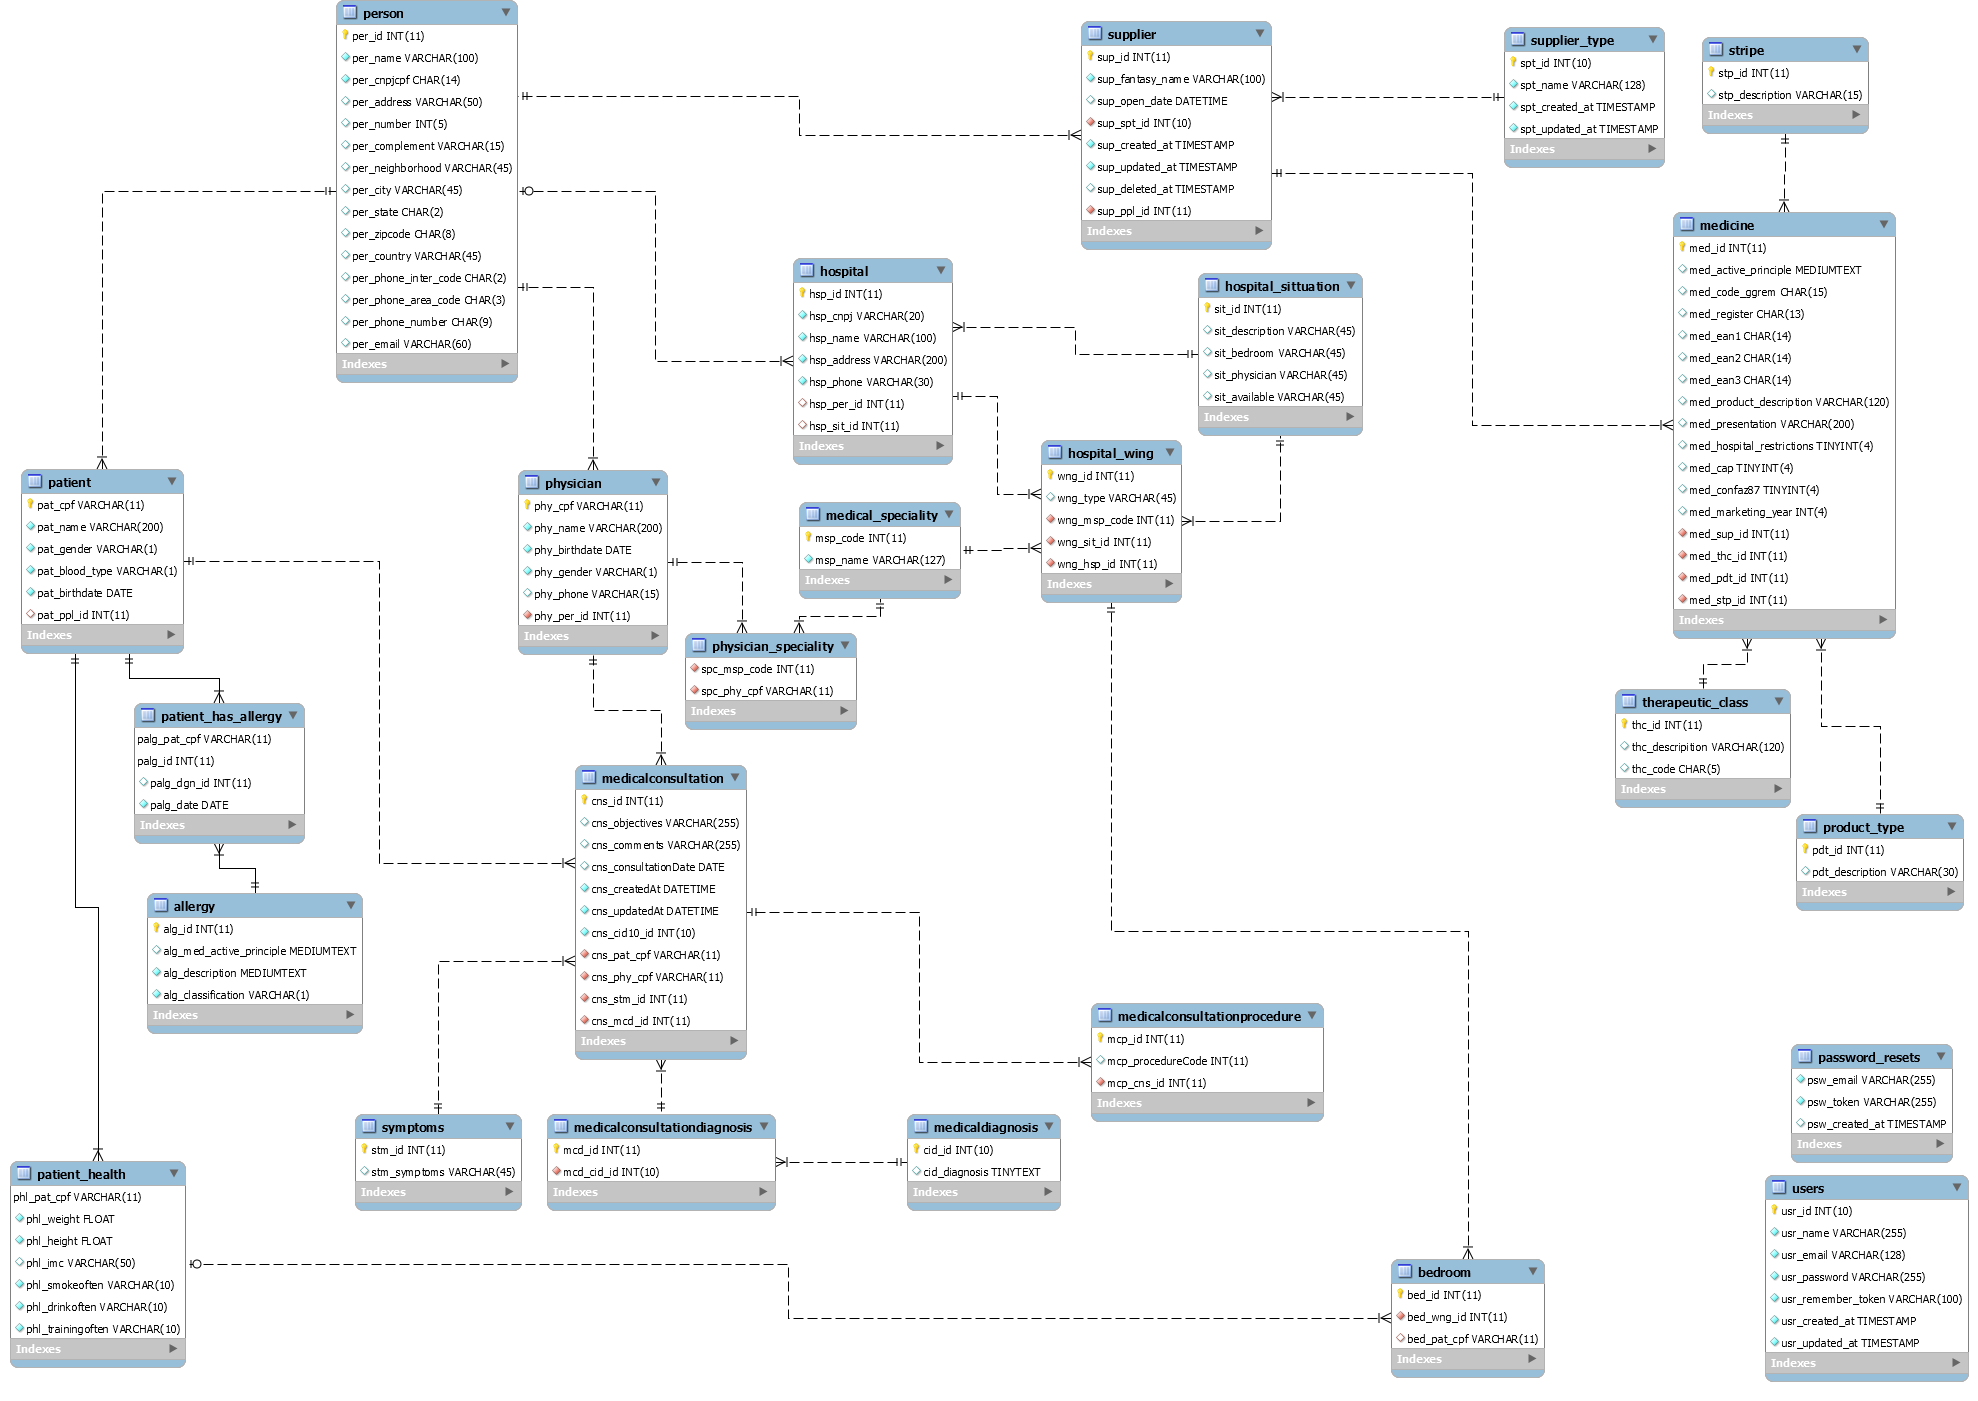 person
per_id INT(11)
per_name VARCHAR(100)
per_cnpjcpf CHAR(14)
per_address VARCHAR(50)
per_number INT(5)
per_complement VARCHAR(15)
per_neighborhood VARCHAR(45)
per_city VARCHAR(45)
per_state CHAR(2)
per_zipcode CHAR(8)
per_country VARCHAR(45)
per_phone_inter_code CHAR(2)
per_phone_area_code CHAR(3)
per_phone_number CHAR(9)
per_email VARCHAR(60)
Indexes
supplier
sup_id INT(11)
sup_fantasy_name VARCHAR(100)
sup_open_date DATETIME
sup_spt_id INT(10)
sup_created_at TIMESTAMP
sup_updated_at TIMESTAMP
sup_deleted_at TIMESTAMP
sup_ppl_id INT(11)
Indexes
supplier_type
spt_id INT(10)
spt_name VARCHAR(128)
spt_created_at TIMESTAMP
spt_updated_at TIMESTAMP
Indexes
stripe
stp_id INT(11)
stp_description VARCHAR(15)
Indexes
hospital
hsp_id INT(11)
hsp_cnpj VARCHAR(20)
hsp_name VARCHAR(100)
hsp_address VARCHAR(200)
hsp_phone VARCHAR(30)
hsp_per_id INT(11)
hsp_sit_id INT(11)
Indexes
hospital_sittuation
sit_id INT(11)
sit_description VARCHAR(45)
sit_bedroom VARCHAR(45)
sit_physician VARCHAR(45)
sit_available VARCHAR(45)
Indexes
medicine
med_id INT(11)
med_active_principle MEDIUMTEXT
med_code_ggrem CHAR(15)
med_register CHAR(13)
med_ean1 CHAR(14)
med_ean2 CHAR(14)
med_ean3 CHAR(14)
med_product_description VARCHAR(120)
med_presentation VARCHAR(200)
med_hospital_restrictions TINYINT(4)
med_cap TINYINT(4)
med_confaz87 TINYINT(4)
med_marketing_year INT(4)
med_sup_id INT(11)
med_thc_id INT(11)
med_pdt_id INT(11)
med_stp_id INT(11)
Indexes
patient
pat_cpf VARCHAR(11)
pat_name VARCHAR(200)
pat_gender VARCHAR(1)
pat_blood_type VARCHAR(1)
pat_birthdate DATE
pat_ppl_id INT(11)
Indexes
physician
phy_cpf VARCHAR(11)
phy_name VARCHAR(200)
phy_birthdate DATE
phy_gender VARCHAR(1)
phy_phone VARCHAR(15)
phy_per_id INT(11)
Indexes
medical_speciality
msp_code INT(11)
msp_name VARCHAR(127)
Indexes
hospital_wing
wng_id INT(11)
wng_type VARCHAR(45)
wng_msp_code INT(11)
wng_sit_id INT(11)
wng_hsp_id INT(11)
Indexes
physician_speciality
spc_msp_code INT(11)
spc_phy_cpf VARCHAR(11)
Indexes
patient_has_allergy
palg_pat_cpf VARCHAR(11)
palg_id INT(11)
palg_dgn_id INT(11)
palg_date DATE
Indexes
therapeutic_class
thc_id INT(11)
thc_descripition VARCHAR(120)
thc_code CHAR(5)
Indexes
product_type
pdt_id INT(11)
pdt_description VARCHAR(30)
Indexes
medicalconsultation
cns_id INT(11)
cns_objectives VARCHAR(255)
cns_comments VARCHAR(255)
cns_consultationDate DATE
cns_createdAt DATETIME
cns_updatedAt DATETIME
cns_cid10_id INT(10)
cns_pat_cpf VARCHAR(11)
cns_phy_cpf VARCHAR(11)
cns_stm_id INT(11)
cns_mcd_id INT(11)
Indexes
allergy
alg_id INT(11)
alg_med_active_principle MEDIUMTEXT
alg_description MEDIUMTEXT
alg_classification VARCHAR(1)
Indexes
medicalconsultationprocedure
mcp_id INT(11)
mcp_procedureCode INT(11)
mcp_cns_id INT(11)
Indexes
password_resets
psw_email VARCHAR(255)
psw_token VARCHAR(255)
psw_created_at TIMESTAMP
Indexes
symptoms
stm_id INT(11)
stm_symptoms VARCHAR(45)
Indexes
medicalconsultationdiagnosis
mcd_id INT(11)
mcd_cid_id INT(10)
Indexes
medicaldiagnosis
cid_id INT(10)
cid_diagnosis TINYTEXT
Indexes
patient_health
phl_pat_cpf VARCHAR(11)
phl_weight FLOAT
phl_height FLOAT
phl_imc VARCHAR(50)
phl_smokeoften VARCHAR(10)
phl_drinkoften VARCHAR(10)
phl_trainingoften VARCHAR(10)
Indexes
users
usr_id INT(10)
usr_name VARCHAR(255)
usr_email VARCHAR(128)
usr_password VARCHAR(255)
usr_remember_token VARCHAR(100)
usr_created_at TIMESTAMP
usr_updated_at TIMESTAMP
Indexes
bedroom
bed_id INT(11)
bed_wng_id INT(11)
bed_pat_cpf VARCHAR(11)
Indexes